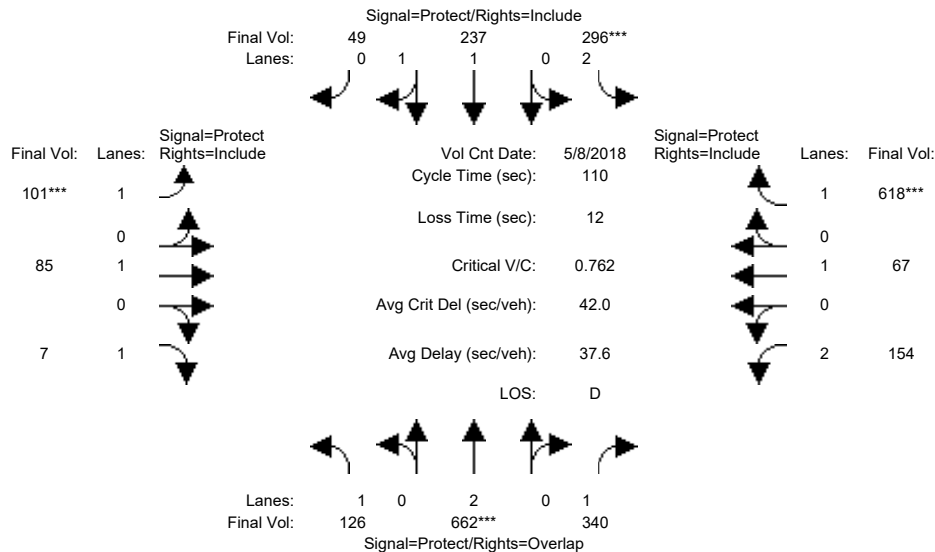 Signal=Protect/Rights=Include
Final Vol: 49 237 296***
Lanes: 0 1 1 0 2
Signal=Protect Signal=Protect
Final Vol: Lanes: Rights=Include Vol Cnt Date: 5/8/2018 Rights=Include Lanes: Final Vol:
Cycle Time (sec): 110
101*** 1 1 618***
Loss Time (sec): 12
0 0
85 1 Critical V/C: 0.762 1 67
0 Avg Crit Del (sec/veh): 42.0 0
7 1 Avg Delay (sec/veh): 37.6 2 154
LOS: D
Lanes: 1 0 2 0 1
Final Vol: 126 662*** 340
Signal=Protect/Rights=Overlap